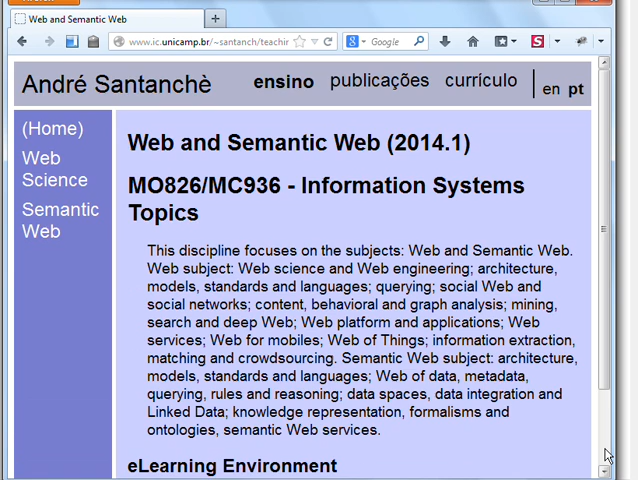 Web and Semantic Web
www.ic.unicamp.br/~santanch/teachir
Google
André Santanchè
ensino publicações currículo en pt
(Home)
Web
Science
Semantic
Web
Web and Semantic Web (2014.1)
MO826/MC936 - Information Systems
Topics
This discipline focuses on the subjects: Web and Semantic Web.
Web subject: Web science and Web engineering; architecture,
models, standards and languages; querying; social Web and
social networks; content, behavioral and graph analysis; mining,
search and deep Web; Web platform and applications; Web
services; Web for mobiles; Web of Things; information extraction,
matching and crowdsourcing. Semantic Web subject: architecture,
models, standards and languages; Web of data, metadata,
querying, rules and reasoning; data spaces, data integration and
Linked Data; knowledge representation, formalisms and
ontologies, semantic Web services.
eLearning Environment